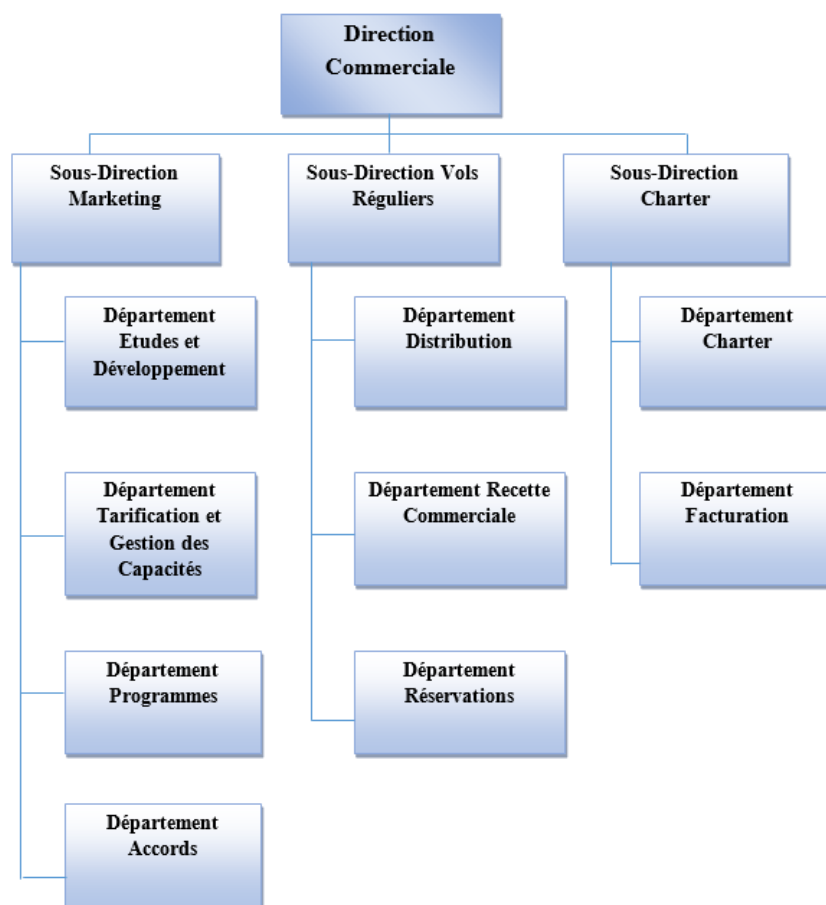 Direction
Commerciale
Sous-Direction
Marketing
Sous-Direction Vols
Réguliers
Sous-Direction
Charter
Département
Etudes et
Développement
Département
Distribution
Département
Charter
Département
Tarification et
Gestion des
Capacités
Département Recette
Commerciale
Département
Facturation
Département
Programmes
Département
Réservations
Département
Accords